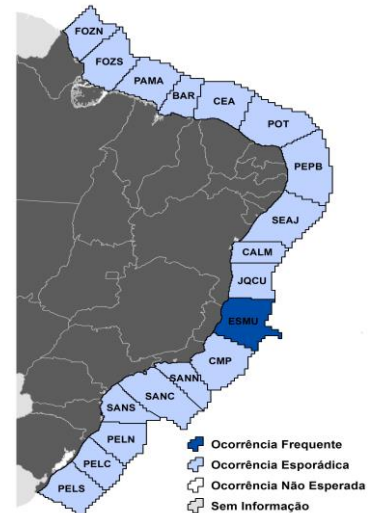 FOZN
FOZS
PAMA
BAR
CEA
POT
PEPB
SEAJ
CALM
JQCU
ESMU
CMP
SANN
SANC
SANS
PELN
PELC
PELS
Ocorrência Frequente
Ocorrência Esporádica
Ocorrência Não Esperada
Sem Informação